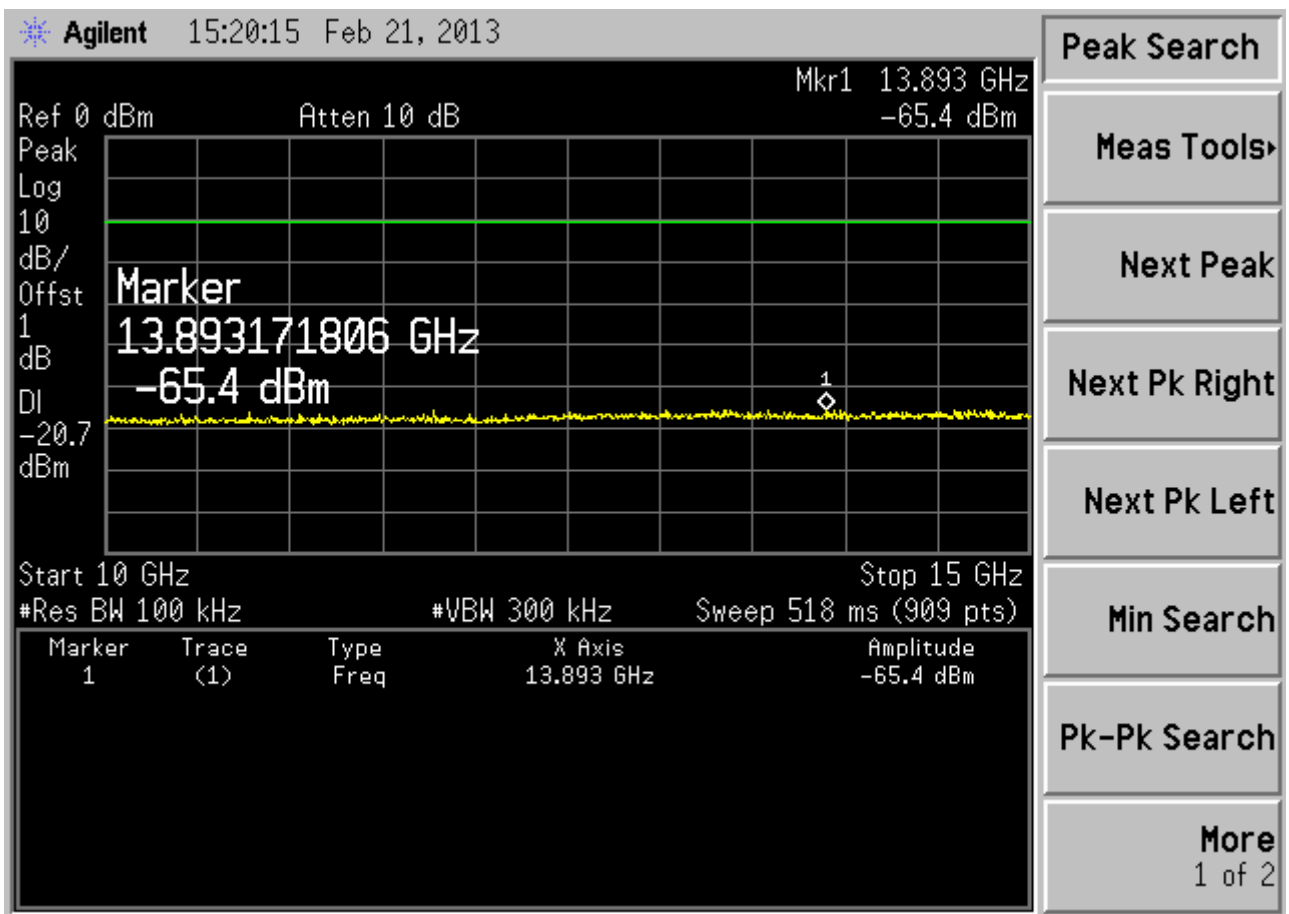 Agilent 15:20:15 Feb 21, 2013
Mkr1 13.893 GHz
Ref 0 dBm Atten 10 dB -65.4 dBm
Peak
Log
10
dB/
Offst
1
dB
DI
-20.7
dBm
Marker
13.893171806 GHz
-65.4 dBm
1
Start 10 GHz Stop 15 GHz
#Res BW 100 kHz #VBW 300 kHz Sweep 518 ms (909 pts)
Marker Trace Type X Axis Amplitude
1 (1) Freq 13.893 GHz -65.4 dBm
Peak Search
Meas Tools
Next Peak
Next Pk Right
Next Pk Left
Min Search
Pk-Pk Search
More
1 of 2